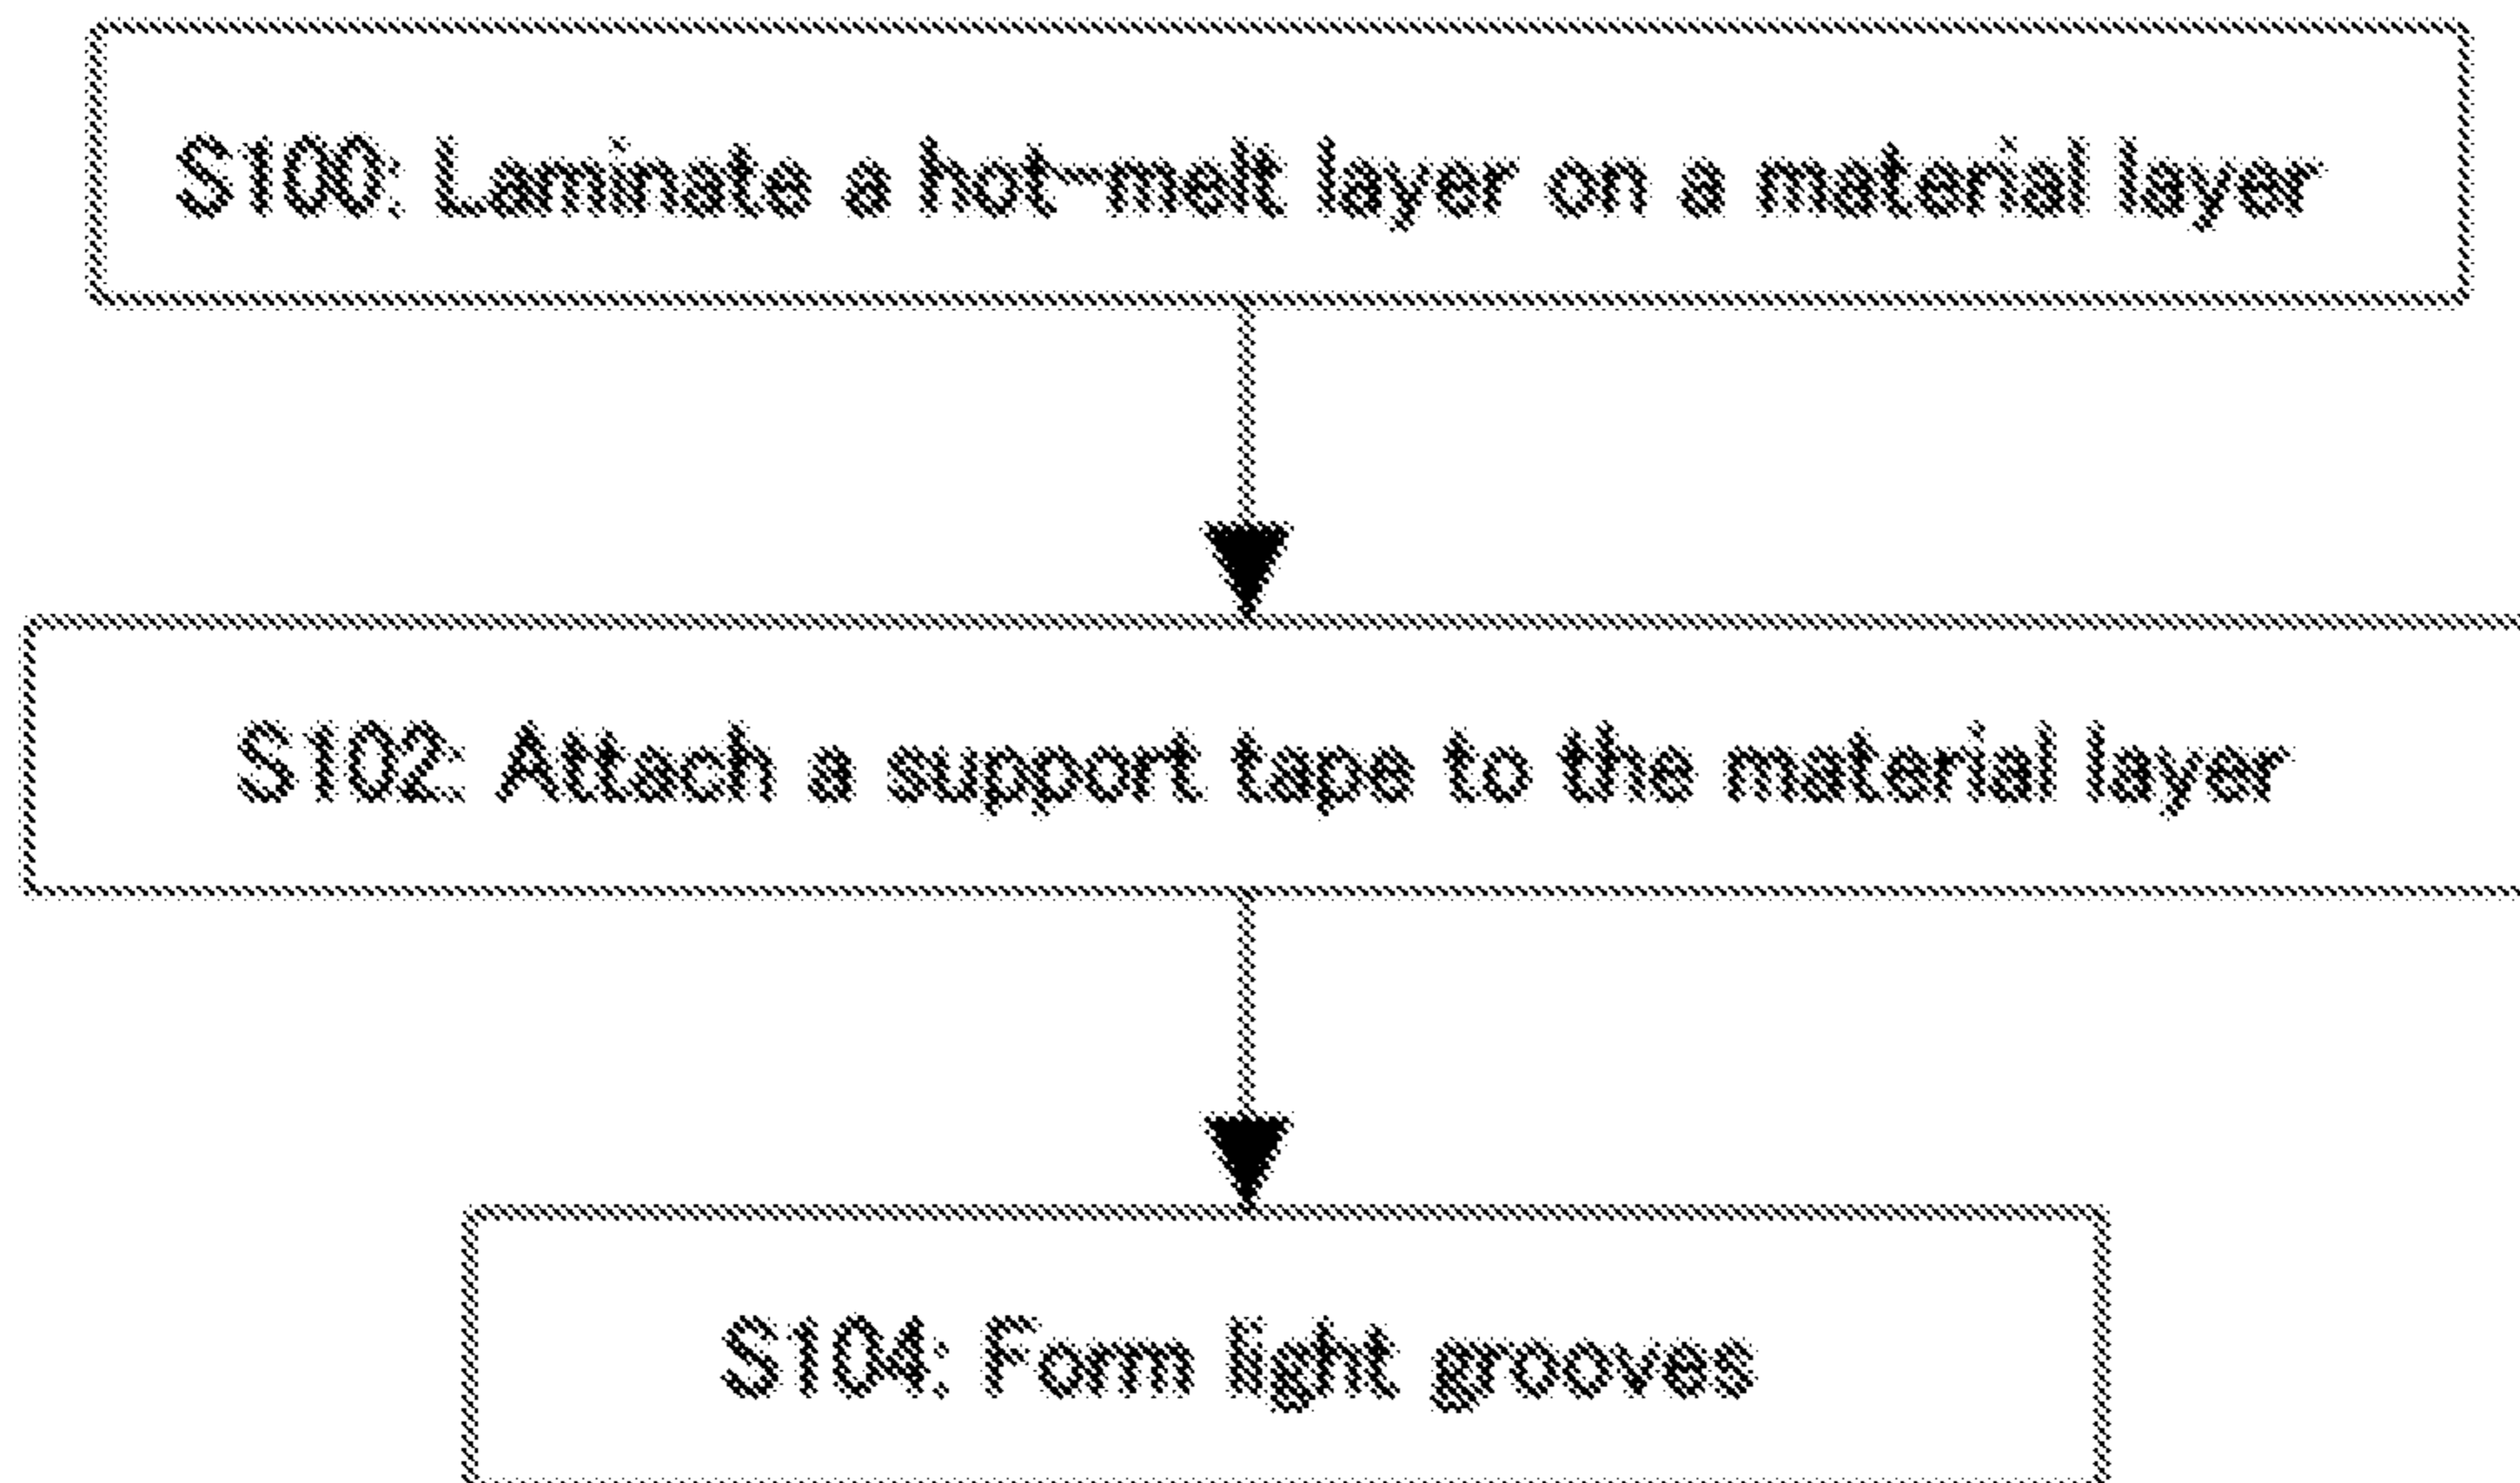 S100: Laminate a hot-melt layer on a material layer
S102: Attach a support tape to the material layer
S104: Form light grooves